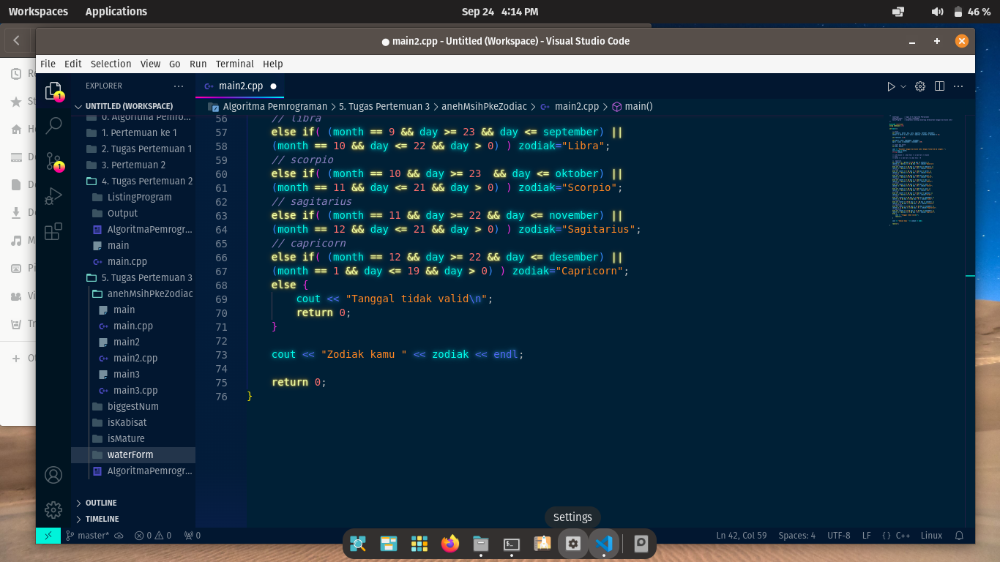 Workspaces Applications Sep 24 4:14 PM 46 %
main2.cpp - Untitled (Workspace) - Visual Studio Code
File Edit Selection View Go Run Terminal Help
EXPLORER ...
UNTITLED (WORKSPACE)
0. Algoritma Pemro...
1. Pertemuan ke 1
2. Tugas Pertemuan 1
3. Pertemuan 2
4. Tugas Pertemuan 2
ListingProgram
Output
AlgoritmaPemrogr...
main
main.cpp
5. Tugas Pertemuan 3
anehMsihPkeZodiac
main
main.cpp
main2
main2.cpp
main3
main3.cpp
biggestNum
isKabisat
isMature
waterForm
AlgoritmaPemrogr...
OUTLINE
TIMELINE
1
1
main2.cpp
Algoritma Pemrograman > 5. Tugas Pertemuan 3 > anehMsihPkeZodiac > main2.cpp > main()
56 // libra
57 else if( (month == 9 && day >= 23 && day <= september) ||
58 (month == 10 && day <= 22 && day > 0) ) zodiak="Libra";
59 // scorpio
60 else if( (month == 10 && day >= 23  && day <= oktober) ||
61 (month == 11 && day <= 21 && day > 0) ) zodiak="Scorpio";
62 // sagitarius
63 else if( (month == 11 && day >= 22 && day <= november) ||
64 (month == 12 && day <= 21 && day > 0) ) zodiak="Sagitarius";
65 // capricorn
66 else if( (month == 12 && day >= 22 && day <= desember) ||
67 (month == 1 && day <= 19 && day > 0) ) zodiak="Capricorn";
68 else {
69 cout << "Tanggal tidak valid\n";
70 return 0;
71 }
72
73 cout << "Zodiak kamu " << zodiak << endl;
74
75 return 0;
76 }
Settings
master* 0 0 0 Ln 42, Col 59 Spaces: 4 UTF-8 LF {} C++ Linux